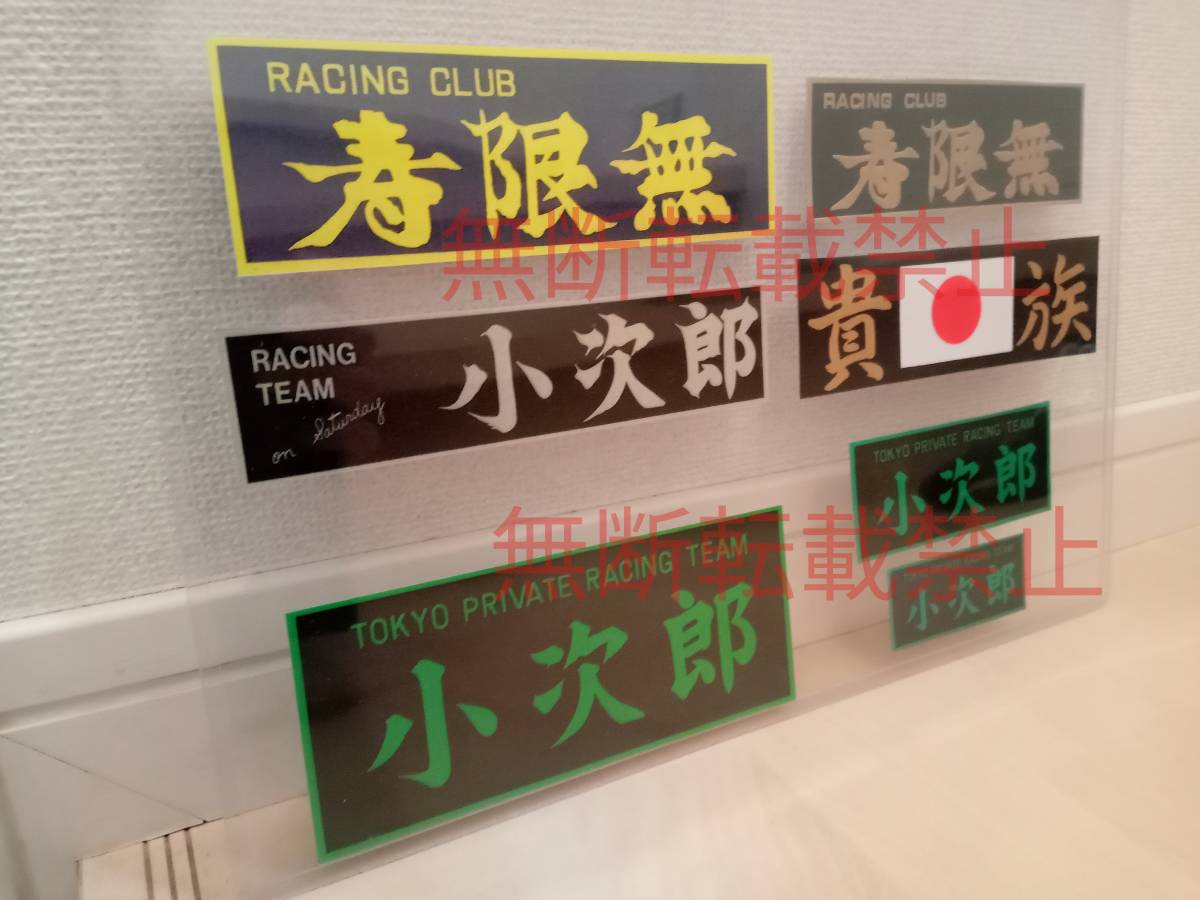 RACING CLUB
寿限無
RACING CLUB
寿限無
無断転載禁止
RACING
TEAM
on Saturday
小次郎
貴族
TOKYO PRIVATE RACING TEAM
小次郎
無断転載禁止
TOKYO PRIVATE RACING TEAM
小次郎
小次郎